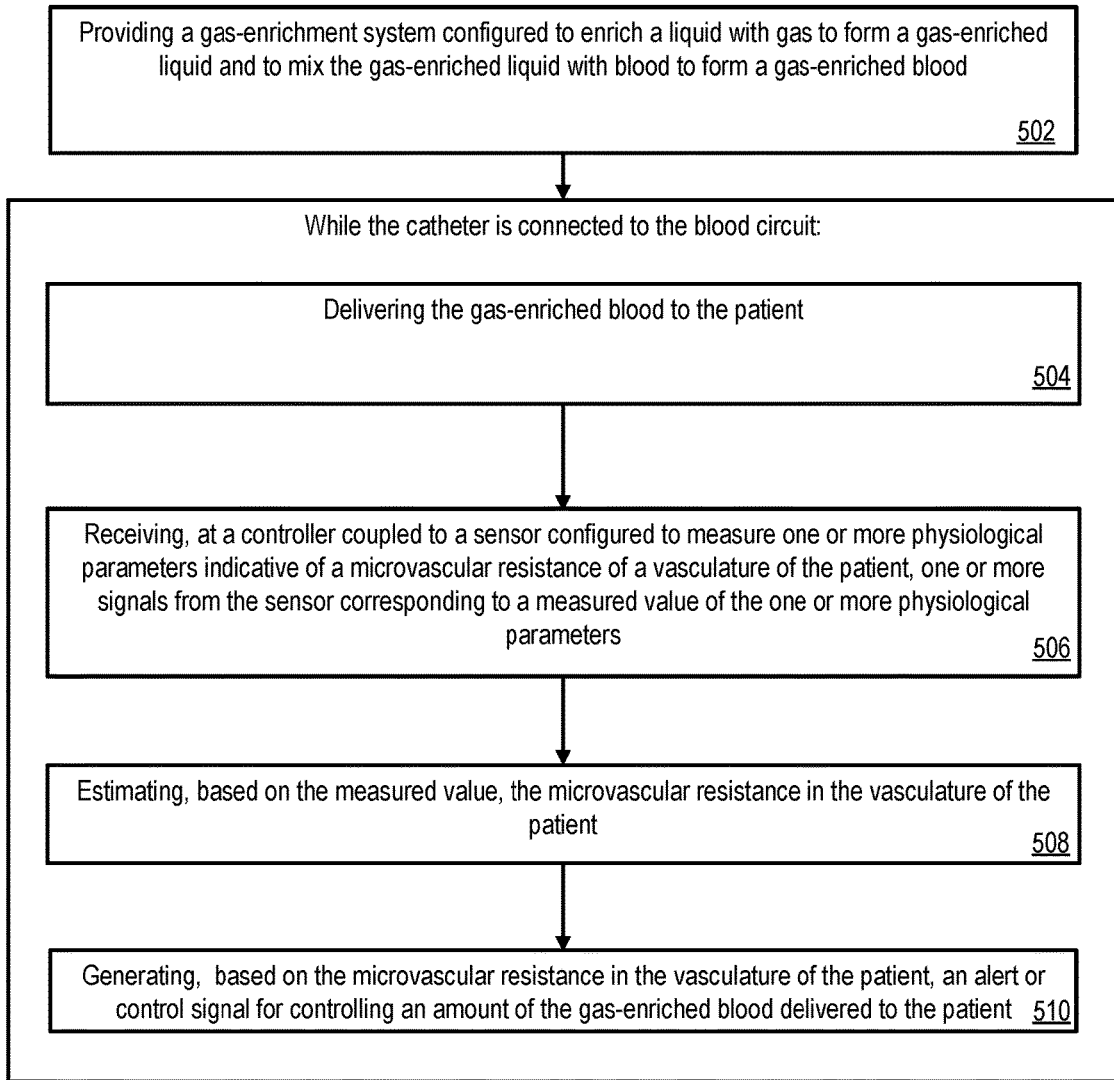 Providing a gas-enrichment system configured to enrich a liquid with gas to form a gas-enriched
liquid and to mix the gas-enriched liquid with blood to form a gas-enriched blood
502
While the catheter is connected to the blood circuit:
Delivering the gas-enriched blood to the patient
504
Receiving, at a controller coupled to a sensor configured to measure one or more physiological
parameters indicative of a microvascular resistance of a vasculature of the patient, one or more
signals from the sensor corresponding to a measured value of the one or more physiological
parameters
506
Estimating, based on the measured value, the microvascular resistance in the vasculature of the
patient
508
Generating, based on the microvascular resistance in the vasculature of the patient, an alert or
control signal for controlling an amount of the gas-enriched blood delivered to the patient 510